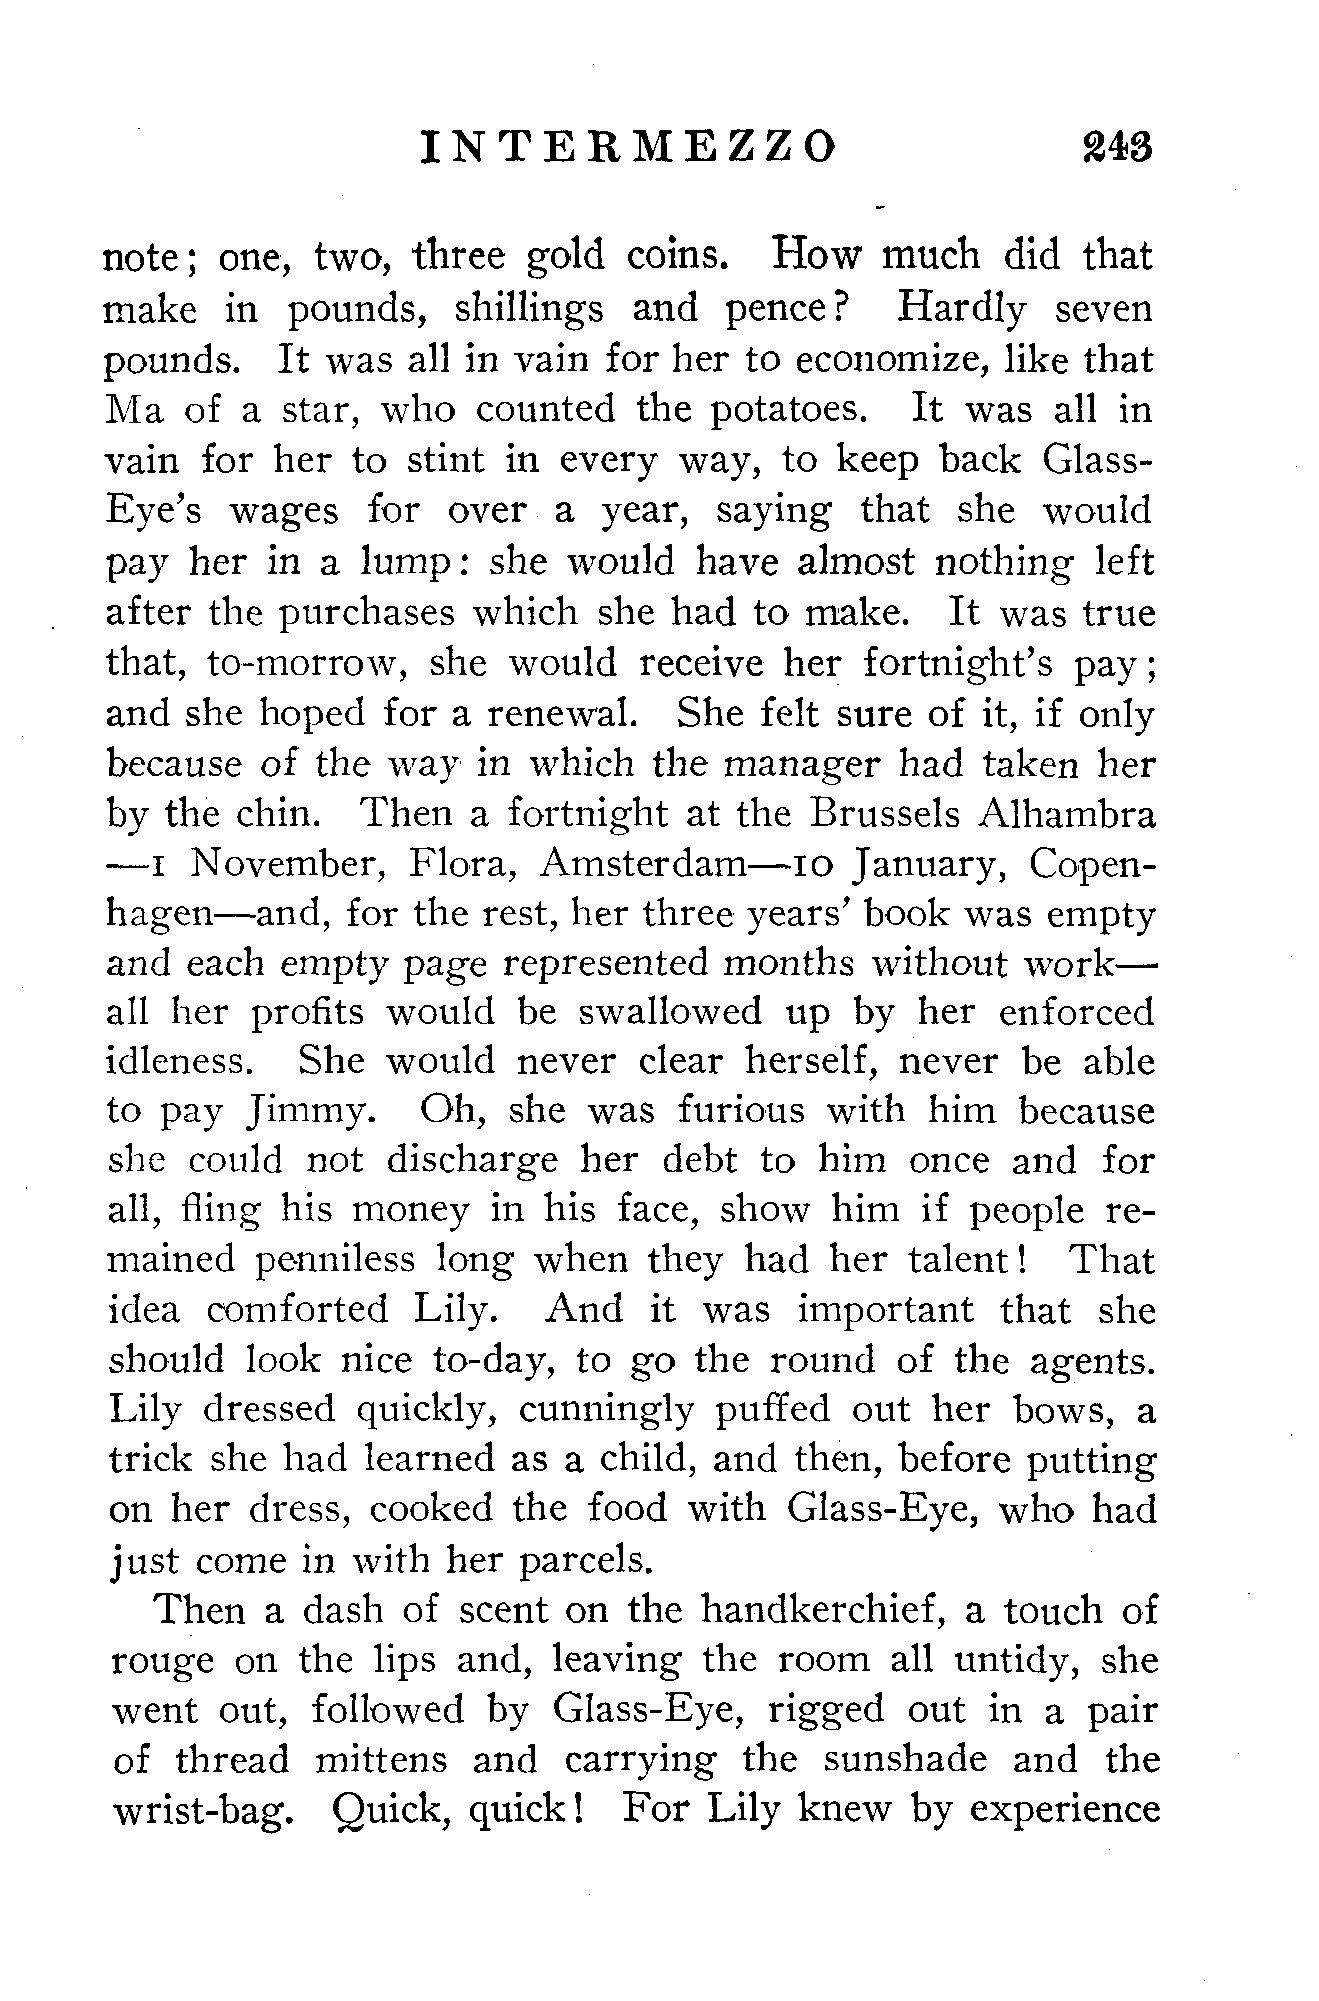 INTERMEZZO 243
note; one, two, three gold coins. How much did that
make in pounds, shillings and pence? Hardly seven
pounds. It was all in vain for her to economize, like that
Ma of a star, who counted the potatoes. It was all in
vain for her to stint in every way, to keep back Glass-
Eye's wages for over a year, saying that she would
pay her in a lump: she would have almost nothing left
after the purchases which she had to make. It was true
that, to-morrow, she would receive her fortnight's pay;
and she hoped for a renewal. She felt sure of it, if only
because of the way in which the manager had taken her
by the chin. Then a fortnight at the Brussels Alhambra
—1 November, Flora, Amsterdam—10 January, Copen-
hagen—and, for the rest, her three years' book was empty
and each empty page represented months without work—
all her profits would be swallowed up by her enforced
idleness. She would never clear herself, never be able
to pay Jimmy. Oh, she was furious with him because
she could not discharge her debt to him once and for
all, fling his money in his face, show him if people re-
mained penniless long when they had her talent! That
idea comforted Lily. And it was important that she
should look nice to-day, to go the round of the agents.
Lily dressed quickly, cunningly puffed out her bows, a
trick she had learned as a child, and then, before putting
on her dress, cooked the food with Glass-Eye, who had
just come in with her parcels.
Then a dash of scent on the handkerchief, a touch of
rouge on the lips and, leaving the room all untidy, she
went out, followed by Glass-Eye, rigged out in a pair
of thread mittens and carrying the sunshade and the
wrist-bag. Quick, quick! For Lily knew by experience